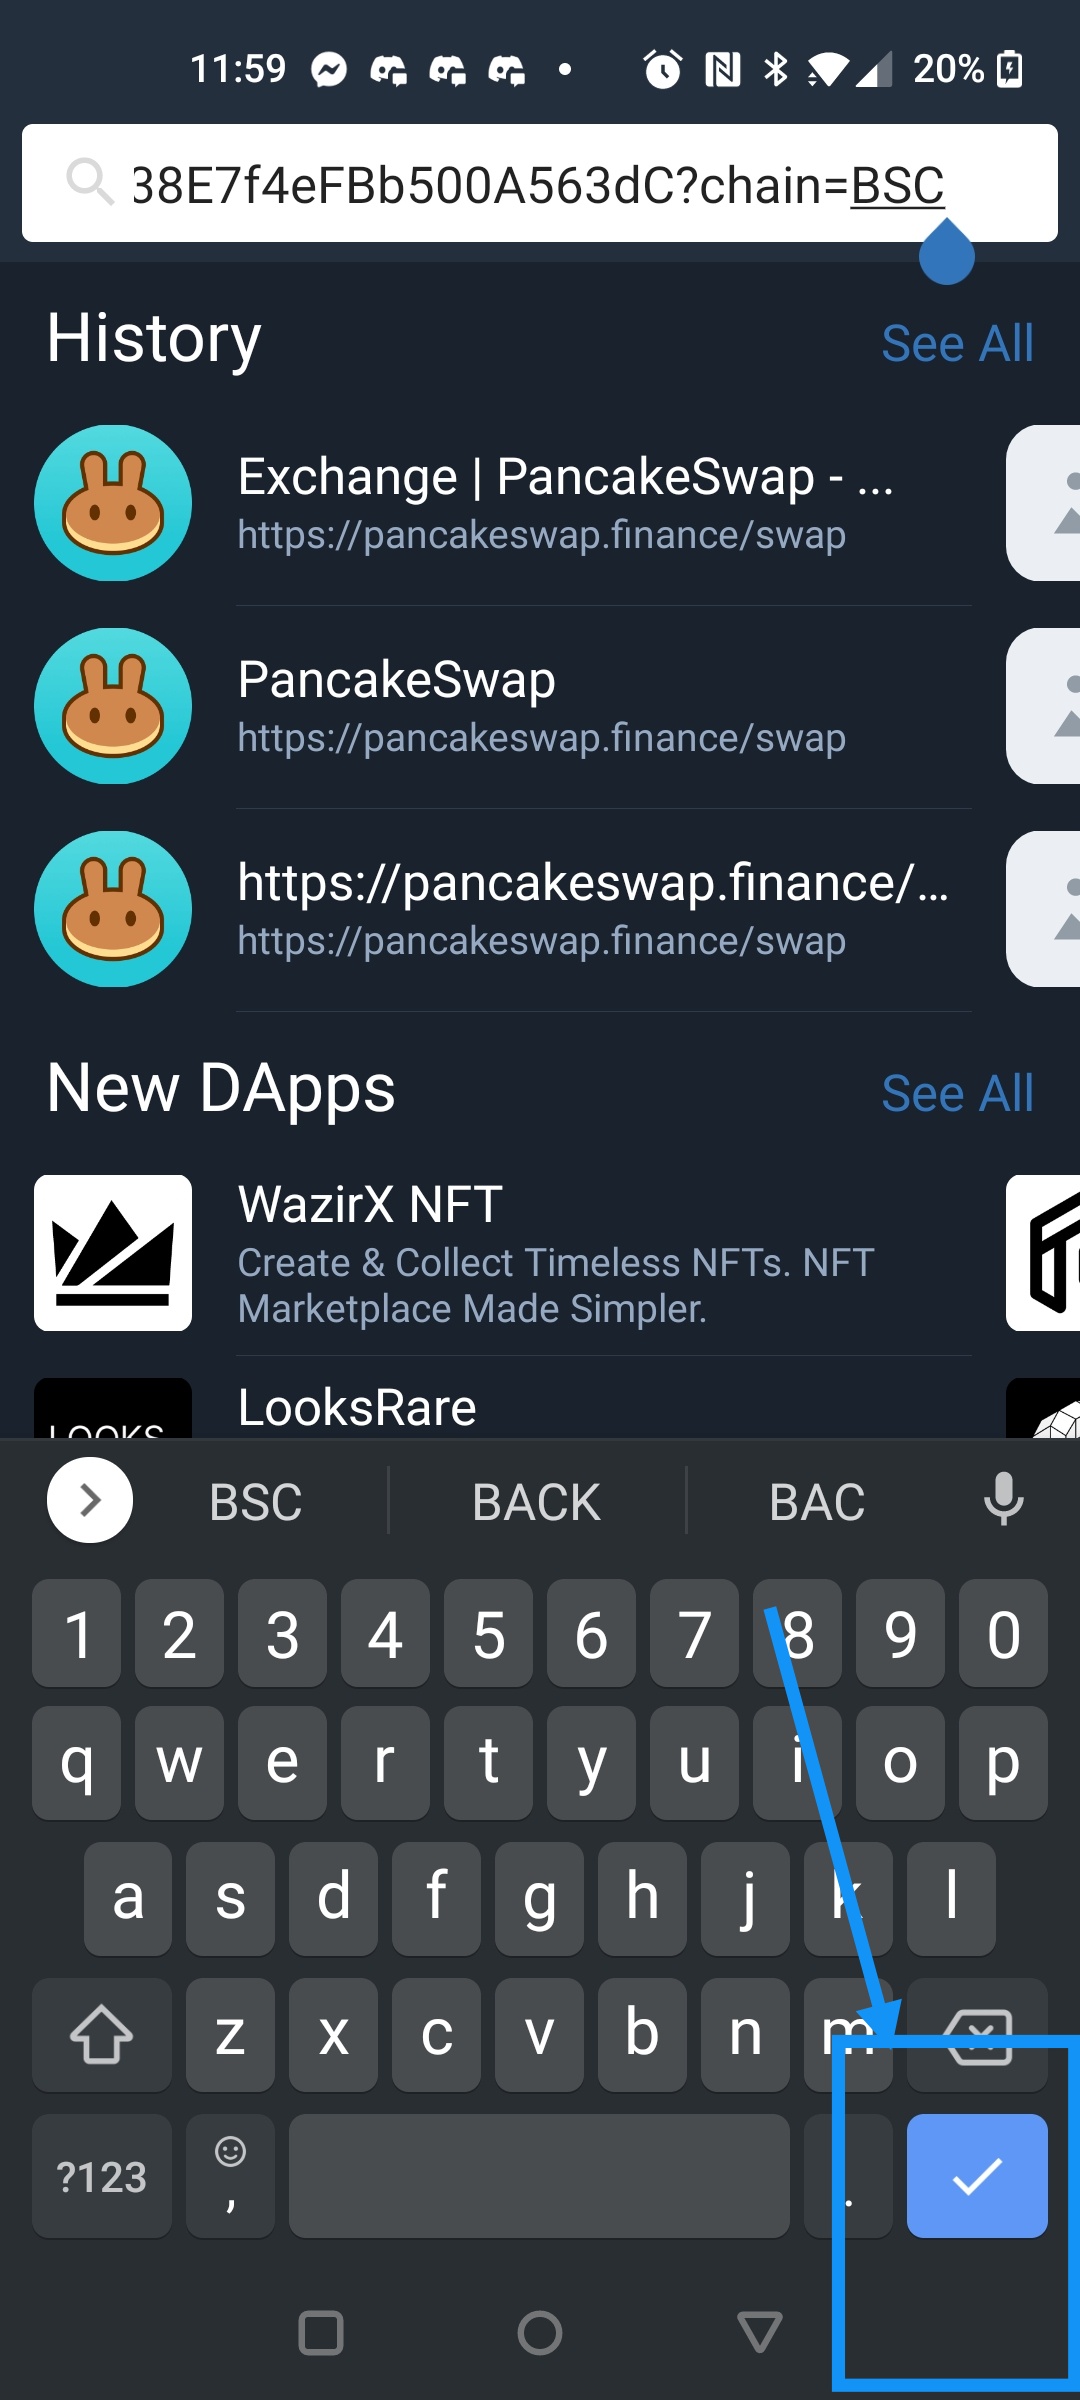 11:59
20%
38E7f4eFBb500A563dC?chain=BSC
History
See All
Exchange | PancakeSwap - ...
https://pancakeswap.finance/swap
PancakeSwap
https://pancakeswap.finance/swap
https://pancakeswap.finance/...
https://pancakeswap.finance/swap
New DApps
See All
WazirX NFT
Create & Collect Timeless NFTs. NFT
Marketplace Made Simpler.
LooksRare
LOOKS
BSC BACK BAC
1 2 3 4 5 6 7 8 9 0
q w e r t y u i o p
a s d f g h j k l
z x c v b n m
?123 , .